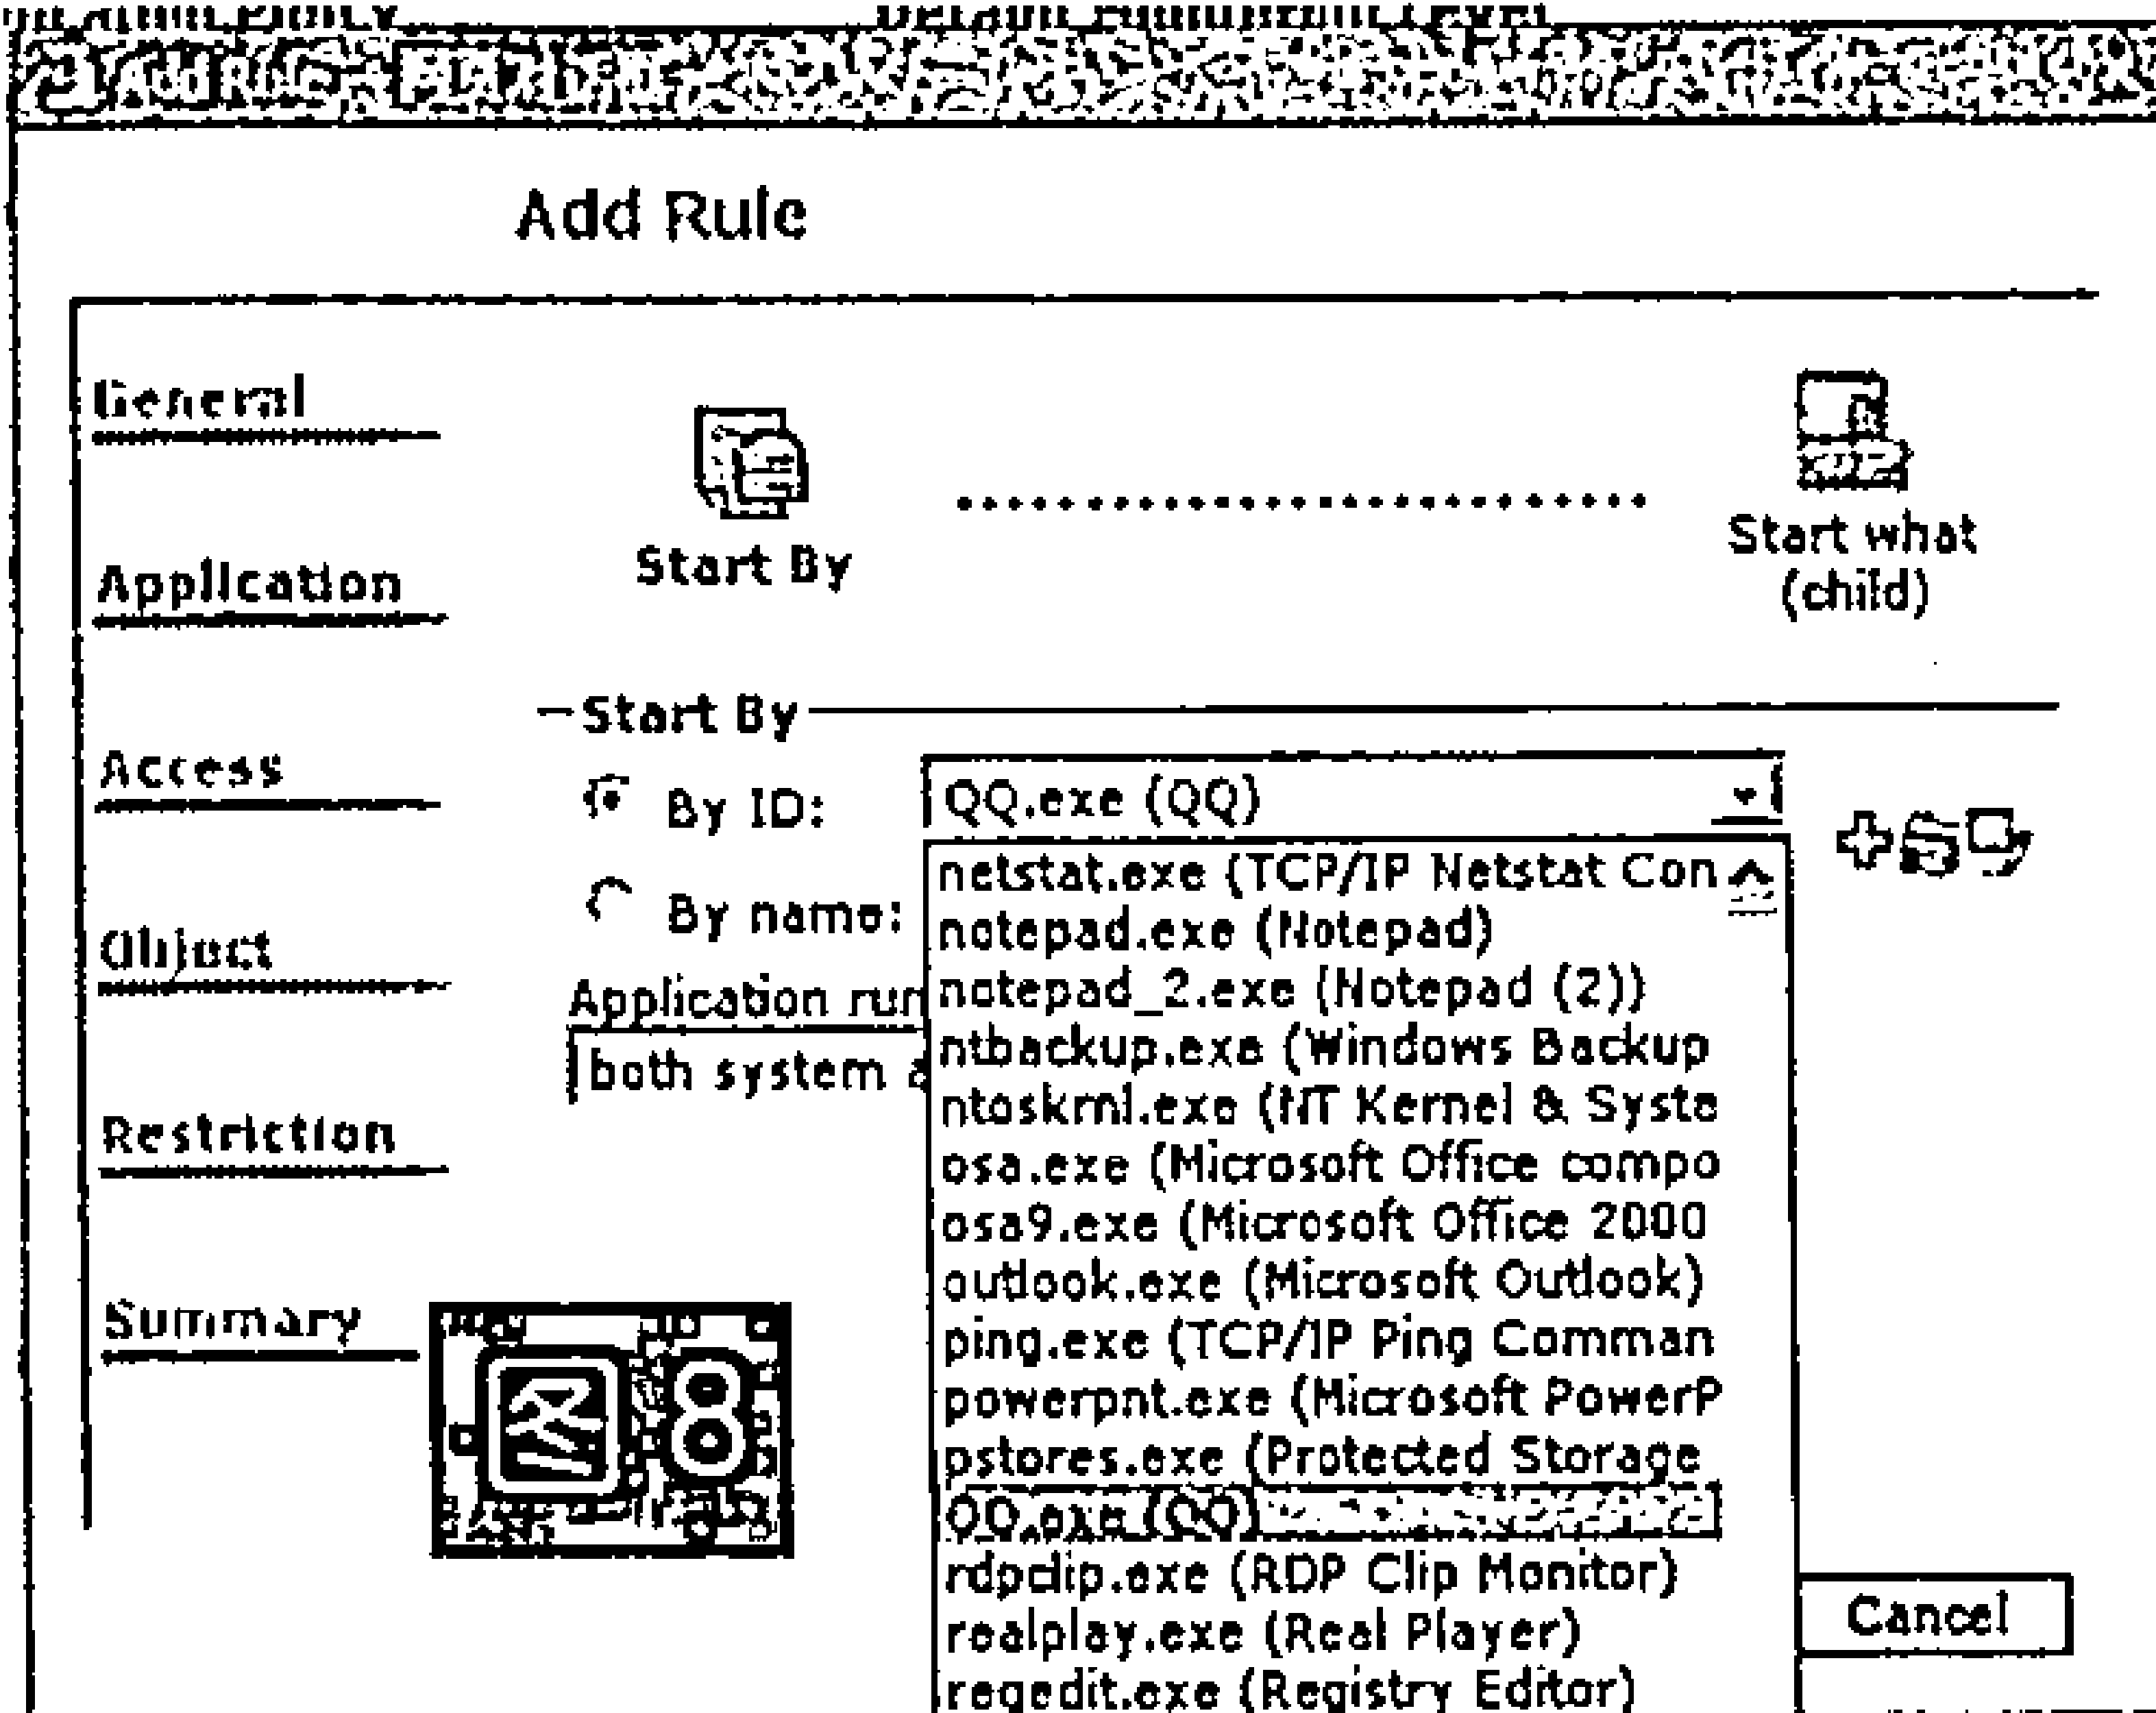 Add Rule
General
Application
Access
Object
Restriction
Summary
Start By
Start what
(child)
Start By
By ID:
QQ.exe (QQ)
By name:
Application run
both system a
netstat.exe (TCP/IP Netstat Con
notepad.exe (Notepad)
notepad_2.exe (Notepad (2))
ntbackup.exe (Windows Backup
ntoskrnl.exe (NT Kernel & Syste
osa.exe (Microsoft Office compo
osa9.exe (Microsoft Office 2000
outlook.exe (Microsoft Outlook)
ping.exe (TCP/IP Ping Comman
powerpnt.exe (Microsoft PowerP
pstores.exe (Protected Storage
QQ.exe (QQ)
rdpclip.exe (RDP Clip Monitor)
realplay.exe (Real Player)
regedit.exe (Registry Editor)
Cancel